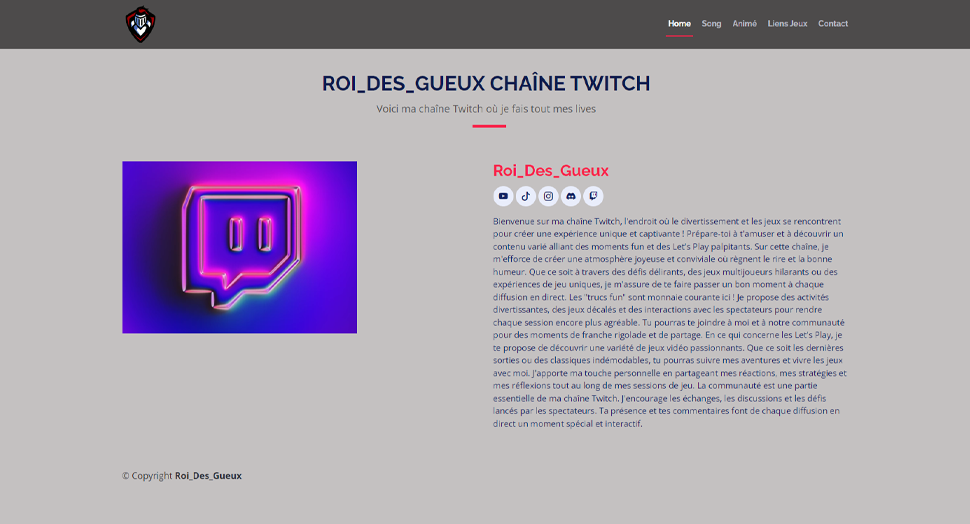 Home Song Animé Liens Jeux Contact
ROI_DES_GUEUX CHAÎNE TWITCH
Voici ma chaîne Twitch où je fais tout mes lives
Roi_Des_Gueux
Bienvenue sur ma chaîne Twitch, l'endroit où le divertissement et les jeux se rencontrent
pour créer une expérience unique et captivante ! Prépare-toi à t'amuser et à découvrir un
contenu varié alliant des moments fun et des Let's Play palpitants. Sur cette chaîne, je
m'efforce de créer une atmosphère joyeuse et conviviale où règnent le rire et la bonne
humeur. Que ce soit à travers des défis délirants, des jeux multijoueurs hilarants ou des
expériences de jeu uniques, je m'assure de te faire passer un bon moment à chaque
diffusion en direct. Les "trucs fun" sont monnaie courante ici ! Je propose des activités
divertissantes, des jeux décalés et des interactions avec les spectateurs pour rendre
chaque session encore plus agréable. Tu pourras te joindre à moi et à notre communauté
pour des moments de franche rigolade et de partage. En ce qui concerne les Let's Play, je
te propose de découvrir une variété de jeux vidéo passionnants. Que ce soit les dernières
sorties ou des classiques indémodables, tu pourras suivre mes aventures et vivre les jeux
avec moi. J'apporte ma touche personnelle en partageant mes réactions, mes stratégies et
mes réflexions tout au long de mes sessions de jeu. La communauté est une partie
essentielle de ma chaîne Twitch. J'encourage les échanges, les discussions et les défis
lancés par les spectateurs. Ta présence et tes commentaires font de chaque diffusion en
direct un moment spécial et interactif.
© Copyright Roi_Des_Gueux